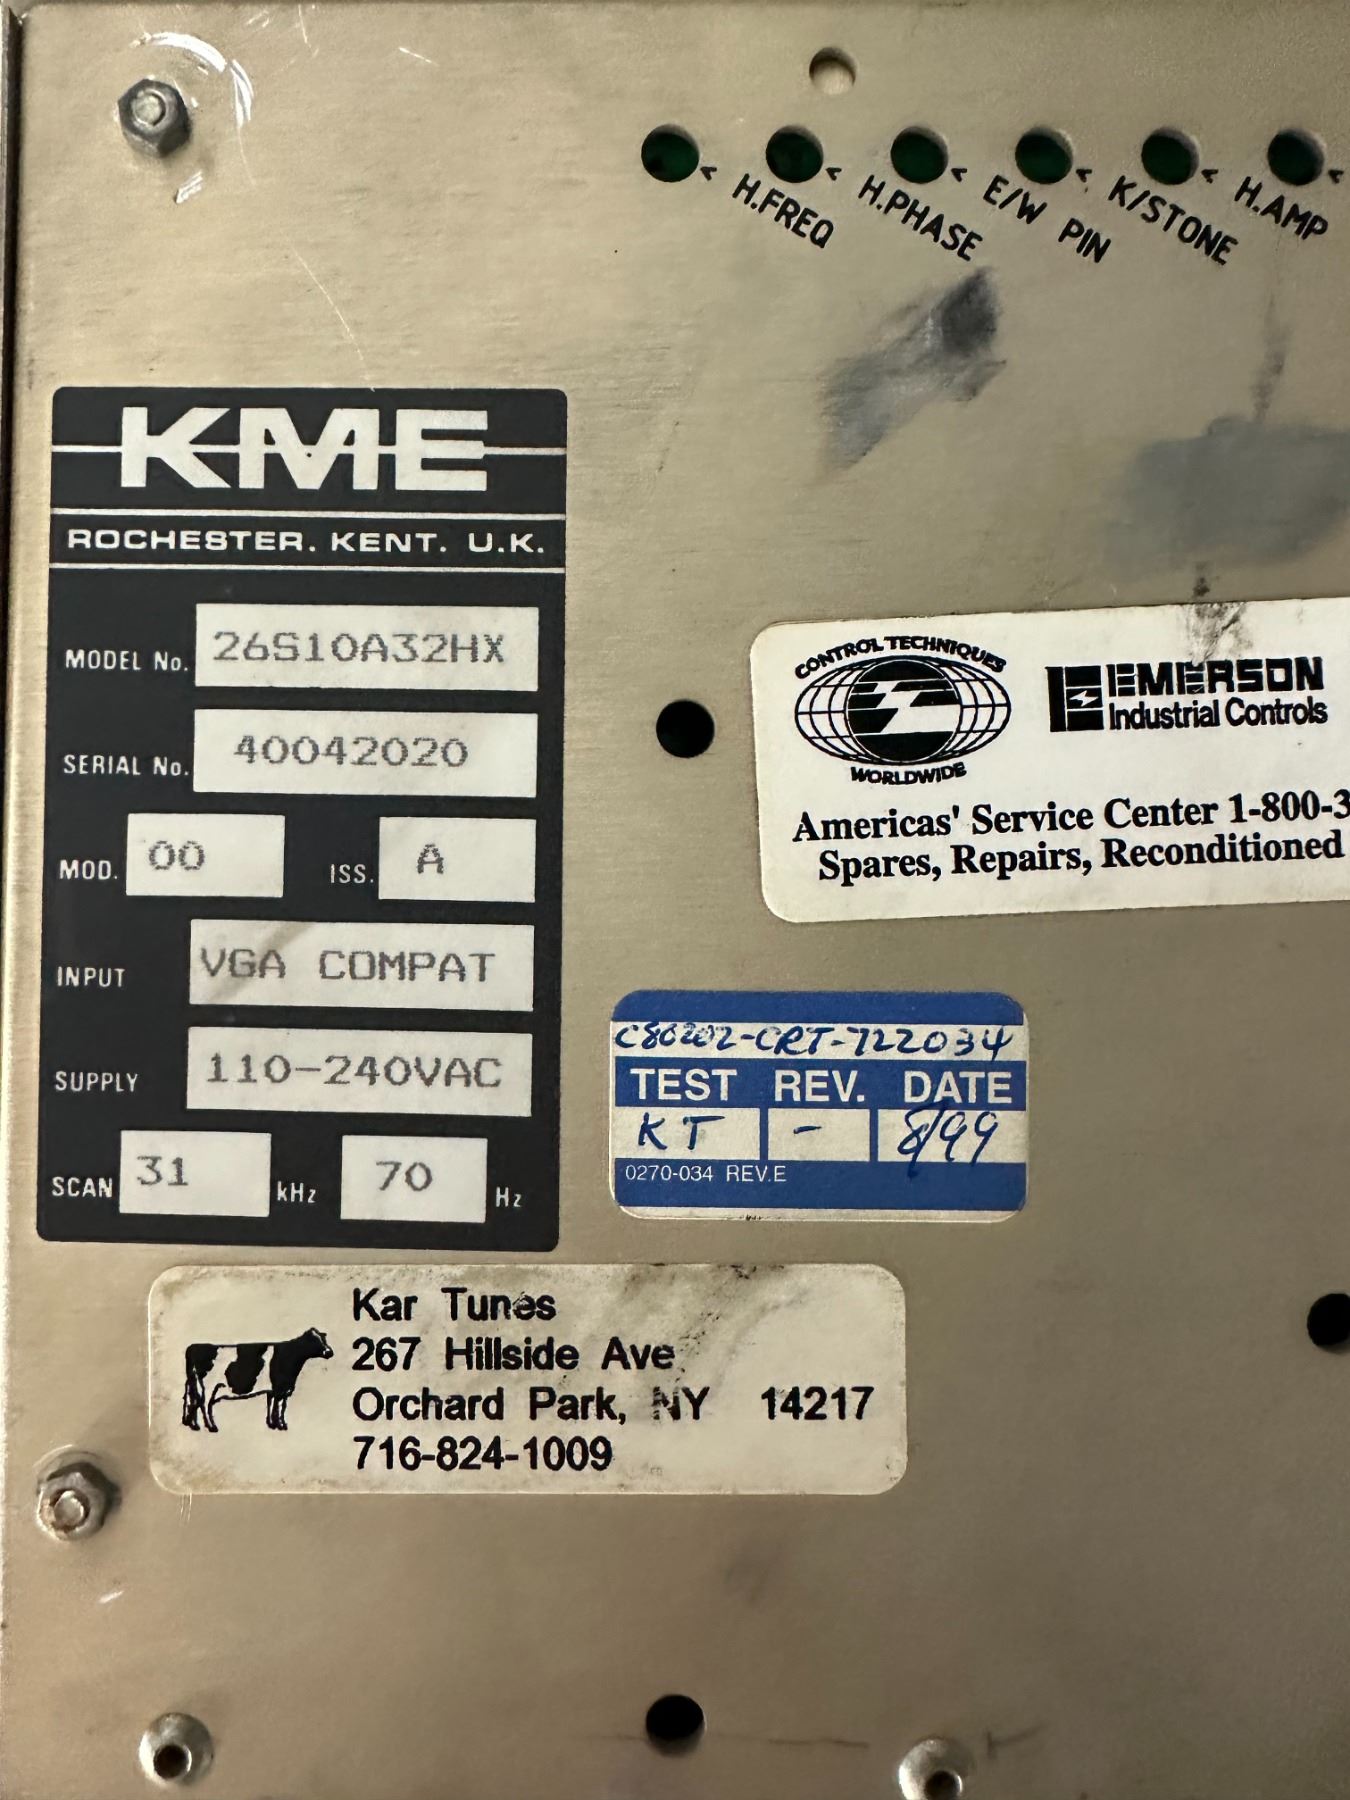 < H.FREQ < H.PHASE < E/W PIN < K/STONE < H.AMP <
KME
ROCHESTER. KENT. U.K.
MODEL No. 26S10A32HX
SERIAL No. 40042020
MOD. 00 ISS. A
INPUT VGA COMPAT
SUPPLY 110-240VAC
SCAN 31 kHz 70 Hz
CONTROL TECHNIQUES
WORLDWIDE
EMERSON
Industrial Controls
Americas' Service Center 1-800-3
Spares, Repairs, Reconditioned
C80202-CRT-722034
TEST REV. DATE
KT - 8/99
0270-034 REV.E
Kar Tunes
267 Hillside Ave
Orchard Park, NY 14217
716-824-1009